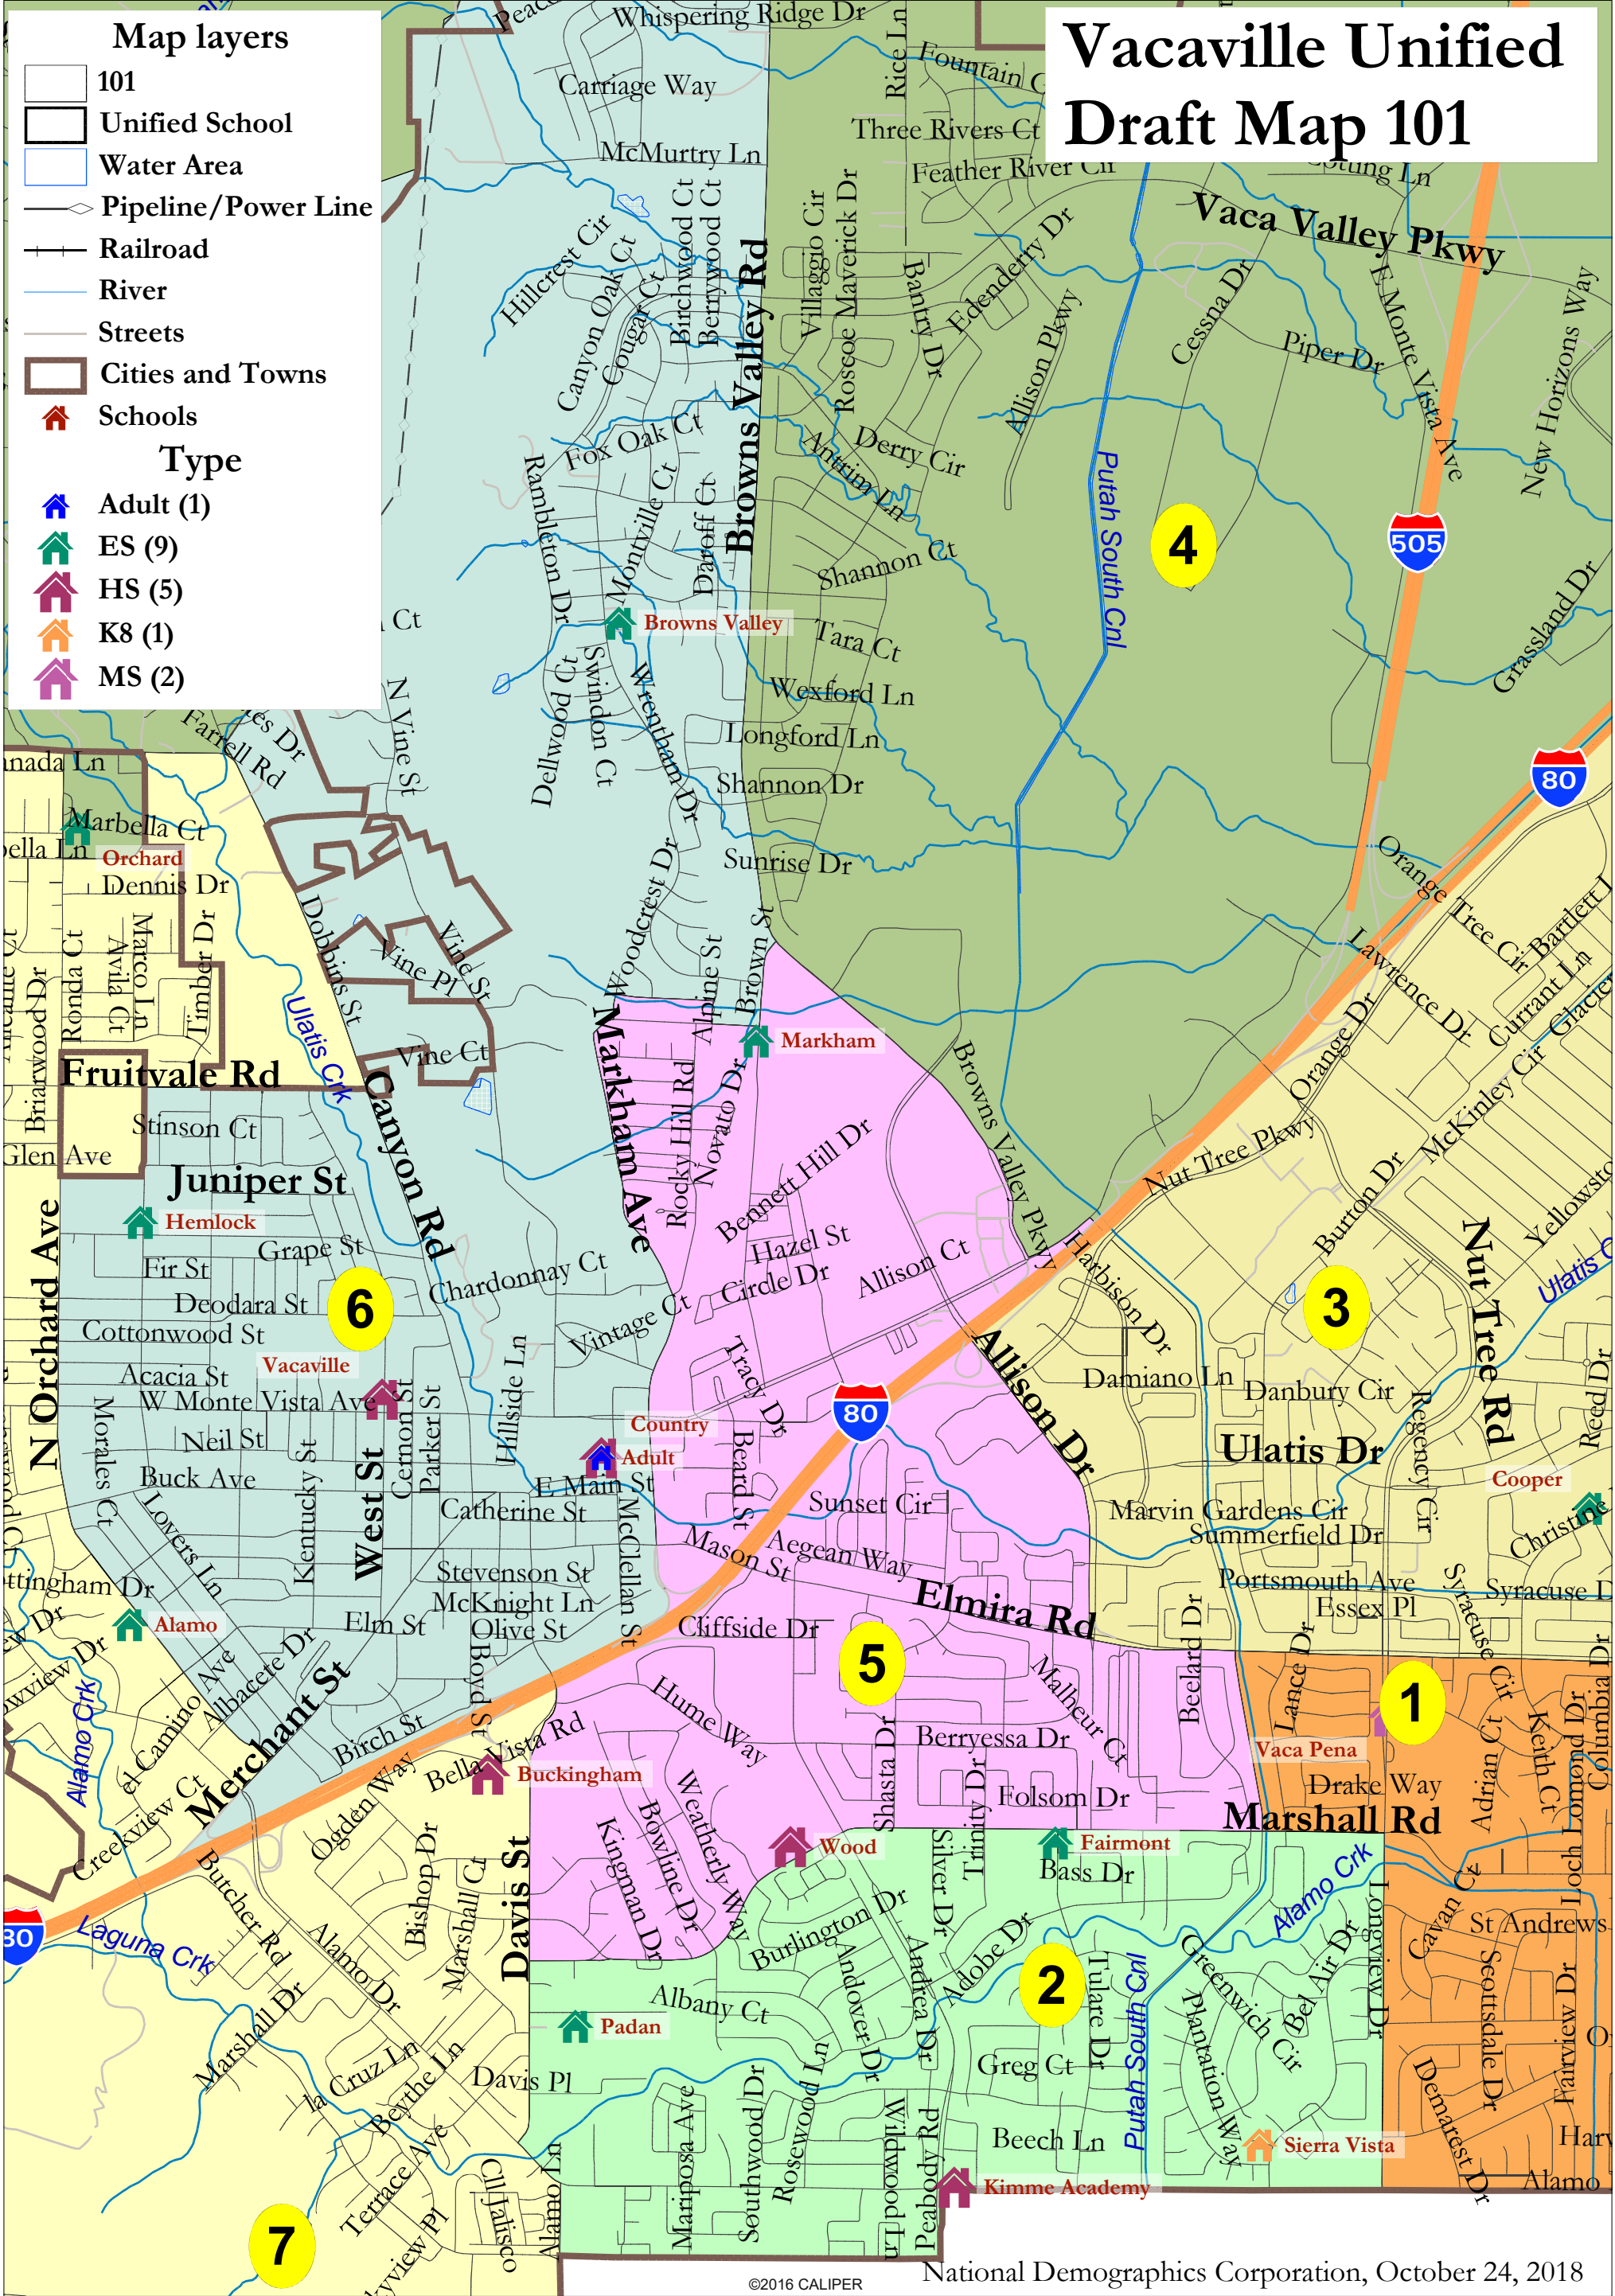 Map layers
101
Unified School
Water Area
Pipeline/Power Line
Railroad
River
Streets
Cities and Towns
Schools
Type
Adult (1)
ES (9)
HS (5)
K8 (1)
MS (2)
Vacaville Unified
Draft Map 101
Whispering Ridge Dr
Rice Ln
Carriage Way
Three Rivers Ct
McMurtry Ln
Feather River Cir
Vaca Valley Pkwy
Hillcrest Cir
Canyon Oak Ct
Cougar Ct
Birchwood Ct
Berrywood Ct
Browns Valley Rd
Villaggio Cir
Roscoe Maverick Dr
Bantry Dr
Edenderry Dr
Allison Pkwy
Cessna Dr
Piper Dr
E Monte Vista Ave
New Horizons Way
Fox Oak Ct
Derry Cir
Antrim Ln
Rambleton Dr
Montville Ct
Daroff Ct
Putah South Cnl
4
505
Shannon Ct
Grassland Dr
Ct
Browns Valley
Tara Ct
N Vine St
Dellwood Ct
Swindon Ct
Wrentham Dr
Wexford Ln
Longford Ln
Farrell Rd
Shannon Dr
80
Marbella Ct
Orchard
Dennis Dr
Sunrise Dr
Orange Tree Cir
Woodcrest Dr
Dobbins St
Vine Pl
Vine St
Ronda Ct
Avila Ct
Marco Ln
Timber Dr
Briarwood Dr
Alpine St
Brown St
Lawrence Dr
Currant Ln
Ulatis Crk
Vine Ct
Markham
Markham Ave
Fruitvale Rd
Canyon Rd
Rocky Hill Rd
Novato Dr
Browns Valley Pkwy
Orange Dr
McKinley Cir
Stinson Ct
Glen Ave
Juniper St
Bennett Hill Dr
Nut Tree Pkwy
Burton Dr
Hemlock
N Orchard Ave
Grape St
Fir St
Hazel St
Circle Dr
Allison Ct
Harbison Dr
Nut Tree Rd
Chardonnay Ct
Deodara St
6
3
Cottonwood St
Vintage Ct
Vacaville
Acacia St
W Monte Vista Ave
Tracy Dr
Allison Dr
Damiano Ln
Danbury Cir
Regency Cir
Reed Dr
Morales Ct
Neil St
Cernon St
Parker St
Hillside Ln
Country
Adult
Beard St
80
Ulatis Dr
Buck Ave
Kentucky St
West St
E Main St
Cooper
Lovers Ln
Catherine St
McClellan St
Sunset Cir
Marvin Gardens Cir
Summerfield Dr
Christine
Mason St
Aegean Way
Stevenson St
McKnight Ln
Elmira Rd
Portsmouth Ave
Essex Pl
Syracuse Cir
Alamo
Elm St
Olive St
Cliffside Dr
5
Boyd St
Albacete Dr
el Camino Ave
Merchant St
Alamo Crk
Hume Way
Malheur Ct
Beelard Dr
Lance Dr
1
Columbia Dr
Birch St
Bella Vista Rd
Berryessa Dr
Shasta Dr
Vaca Pena
Adrian Ct
Keith Ct
Loch Lomond Dr
Buckingham
Creekview Ct
Ogden Way
Weatherly Way
Folsom Dr
Trinity Dr
Drake Way
Marshall Rd
Kingman Dr
Bowline Dr
Wood
Silver Dr
Fairmont
Bass Dr
Butcher Rd
Bishop Dr
Marshall Ct
Davis St
80
Laguna Crk
Alamo Dr
Burlington Dr
Alamo Crk
Longview Dr
Cavan Ct
St Andrews
Adobe Dr
Andover Dr
Andrea Dr
2
Tulare Dr
Putah South Cnl
Greenwich Cir
Bel Air Dr
Plantation Way
Scottsdale Dr
Fairview Dr
Marshall Dr
Albany Ct
Padan
la Cruz Ln
Beythe Ln
Davis Pl
Greg Ct
Demarest Dr
Terrace Ave
Cll Jalisco
Alamo Ln
Mariposa Ave
Southwood Dr
Rosewood Ln
Wildwood Ln
Peabody Rd
Beech Ln
Sierra Vista
Kimme Academy
Alamo
7
National Demographics Corporation, October 24, 2018
©2016 CALIPER